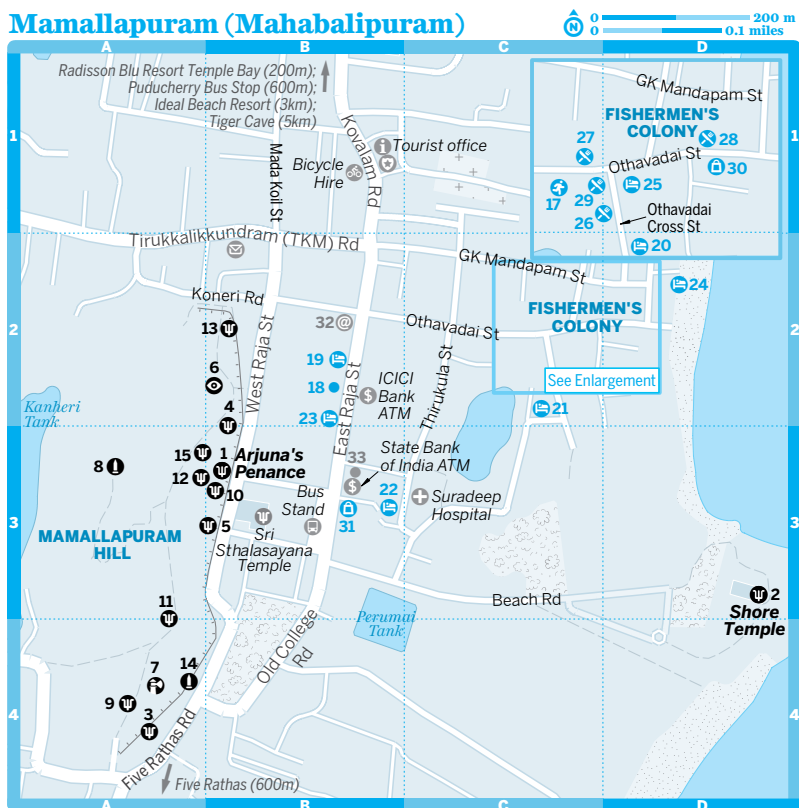 Mamallapuram (Mahabalipuram)
N
0 200 m
0 0.1 miles
A B C D
Radisson Blu Resort Temple Bay (200m);
Puducherry Bus Stop (600m);
Ideal Beach Resort (3km);
Tiger Cave (5km)
GK Mandapam St
FISHERMEN'S
COLONY
1 1
27
28
Othavadai St
30
17
29
25
26
Othavadai
Cross St
20
Kovalam Rd
Tourist office
Bicycle
Hire
Mada Koil St
Tirukkalikkundram (TKM) Rd
GK Mandapam St
24
Koneri Rd
FISHERMEN'S
COLONY
2 2
13
32 @
Othavadai St
West Raja St
East Raja St
Thirukula St
19
6
18
$
ICICI
Bank
ATM
See Enlargement
4
23
21
Kanheri
Tank
State Bank
of India ATM
15
1
Arjuna's
Penance
8
12
33
$
10
22
Suradeep
Hospital
Bus
Stand
3 3
5
31
MAMALLAPURAM
HILL
Sri
Sthalasayana
Temple
2
Shore
Temple
Beach Rd
11
Perumai
Tank
Old College
Rd
7
14
9
3
4 4
Five Rathas Rd
Five Rathas (600m)
A B C D